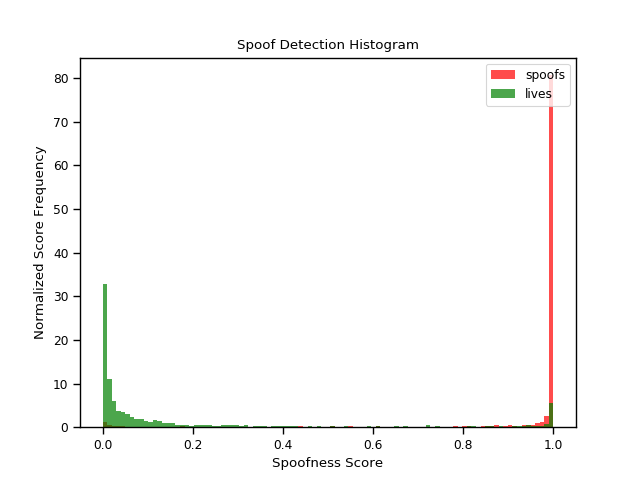 Spoof Detection Histogram
spoofs
lives
Normalized Score Frequency
80
70
60
50
40
30
20
10
0
0.0 0.2 0.4 0.6 0.8 1.0
Spoofness Score